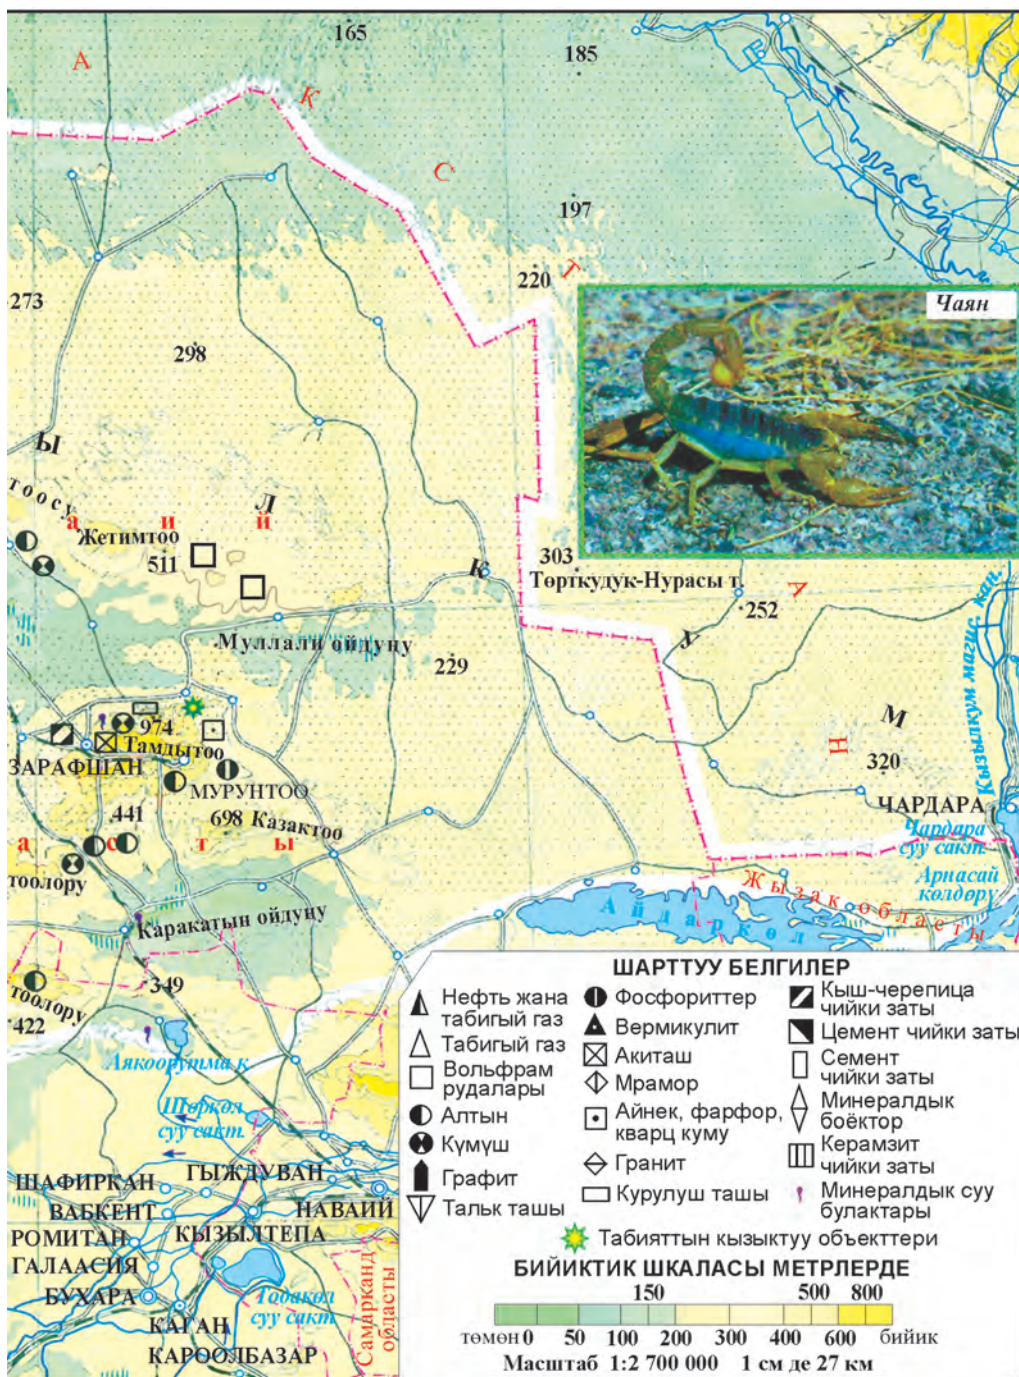 165
А
185
К
С
197
Т
220
273
Чаян
298
Ы
тоосу
Л
а и й
Жетимтоо
511
303
К
Төрткудук-Нурасы т.
А
252
Кызылкум магис. кан.
Муллали ойдуңу
У
229
М
974
Н
Тамдытоо
ЗАРАФШАН
320
МУРУНТОО
ЧАРДАРА
441
698 Казактоо
Чардара
суу сакт.
а с т ы
тоолору
Арнасай
көлдөрү
Жызак областы
Айдаркөл
Каракатын ойдуңу
349
тоолору
422
Аякоорутма к.
Шоркөл
суу сакт.
ГЫЖДУВАН
ШАФИРКАН
ВАБКЕНТ
НАВАИЙ
РОМИТАН
КЫЗЫЛТЕПА
ГАЛААСИЯ
БУХАРА
Тодакөл
суу сакт.
КАГАН
КАРООЛБАЗАР
Самарканд
областы
ШАРТТУУ БЕЛГИЛЕР
Нефть жана
табигый газ
Табигый газ
Вольфрам
рудалары
Алтын
Күмүш
Графит
Тальк ташы
Фосфориттер
Вермикулит
Акиташ
Мрамор
Айнек, фарфор,
кварц куму
Гранит
Курулуш ташы
Кыш-черепица
чийки заты
Цемент чийки заты
Семент
чийки заты
Минералдык
боёктор
Керамзит
чийки заты
Минералдык суу
булактары
Табияттын кызыктуу объекттери
БИЙИКТИК ШКАЛАСЫ МЕТРЛЕРДЕ
150 500 800
төмөн 0 50 100 200 300 400 600 бийик
Масштаб 1:2 700 000 1 см де 27 км